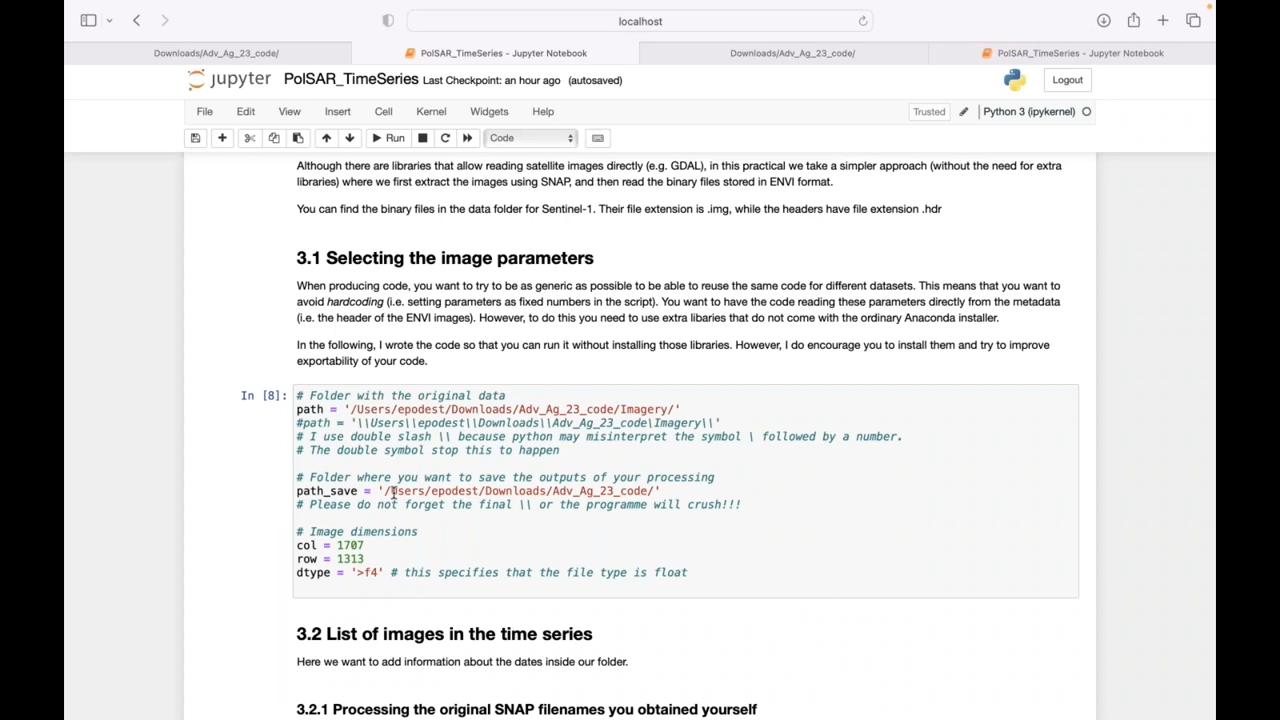 localhost
Downloads/Adv_Ag_23_code/
PolSAR_TimeSeries - Jupyter Notebook
Downloads/Adv_Ag_23_code/
PolSAR_TimeSeries - Jupyter Notebook
jupyter PolSAR_TimeSeries Last Checkpoint: an hour ago (autosaved)
Logout
File Edit View Insert Cell Kernel Widgets Help
Trusted Python 3 (ipykernel)
Run Code
Although there are libraries that allow reading satellite images directly (e.g. GDAL), in this practical we take a simpler approach (without the need for extra
libraries) where we first extract the images using SNAP, and then read the binary files stored in ENVI format.
You can find the binary files in the data folder for Sentinel-1. Their file extension is .img, while the headers have file extension .hdr
3.1 Selecting the image parameters
When producing code, you want to try to be as generic as possible to be able to reuse the same code for different datasets. This means that you want to
avoid hardcoding (i.e. setting parameters as fixed numbers in the script). You want to have the code reading these parameters directly from the metadata
(i.e. the header of the ENVI images). However, to do this you need to use extra libaries that do not come with the ordinary Anaconda installer.
In the following, I wrote the code so that you can run it without installing those libraries. However, I do encourage you to install them and try to improve
exportability of your code.
In [8]:
# Folder with the original data
path = '/Users/epodest/Downloads/Adv_Ag_23_code/Imagery/'
#path = '\\Users\\epodest\\Downloads\\Adv_Ag_23_code\Imagery\\'
# I use double slash \\ because python may misinterpret the symbol \ followed by a number.
# The double symbol stop this to happen
# Folder where you want to save the outputs of your processing
path_save = '/Users/epodest/Downloads/Adv_Ag_23_code/'
# Please do not forget the final \\ or the programme will crush!!!
# Image dimensions
col = 1707
row = 1313
dtype = '>f4' # this specifies that the file type is float
3.2 List of images in the time series
Here we want to add information about the dates inside our folder.
3.2.1 Processing the original SNAP filenames you obtained yourself